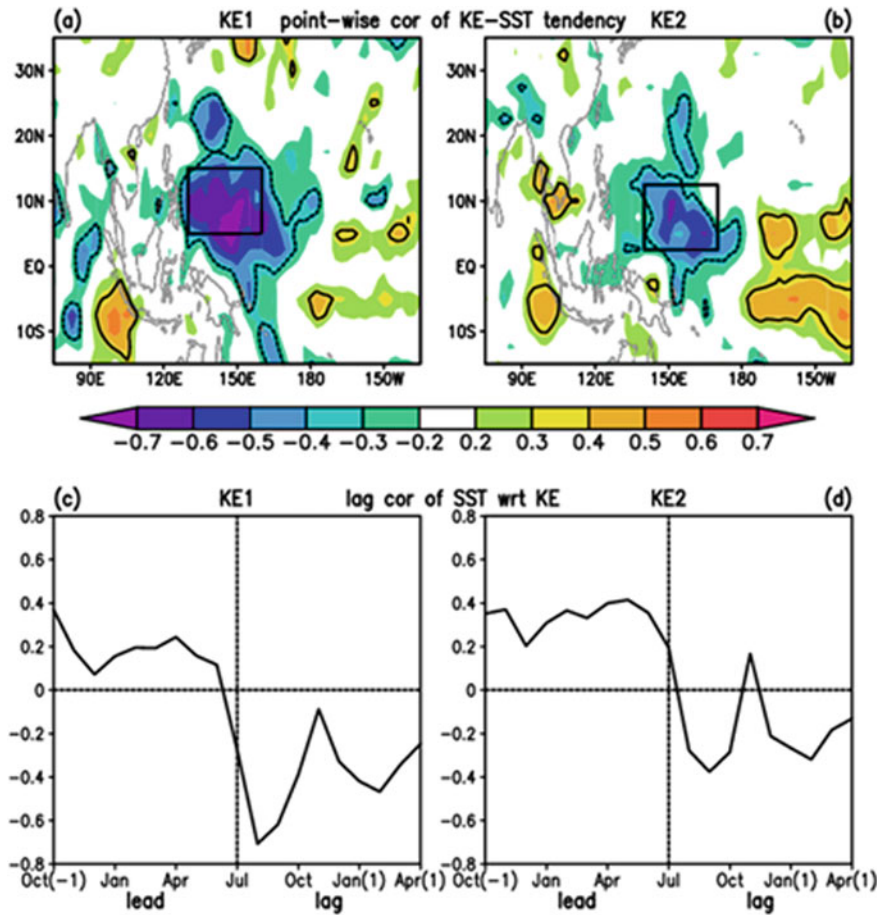 (a) KE1 point-wise cor of KE-SST tendency KE2 (b)
30N 30N
20N 20N
10N 10N
EQ EQ
10S 10S
90E 120E 150E 180 150W 90E 120E 150E 180 150W
-0.7 -0.6 -0.5 -0.4 -0.3 -0.2 0.2 0.3 0.4 0.5 0.6 0.7
(c) KE1 lag cor of SST wrt KE KE2 (d)
0.8 0.8
0.6 0.6
0.4 0.4
0.2 0.2
0 0
-0.2 -0.2
-0.4 -0.4
-0.6 -0.6
-0.8 -0.8
Oct(-1) Jan Apr Jul Oct Jan(1) Apr(1) Oct(-1) Jan Apr Jul Oct Jan(1) Apr(1)
lead lag lead lag